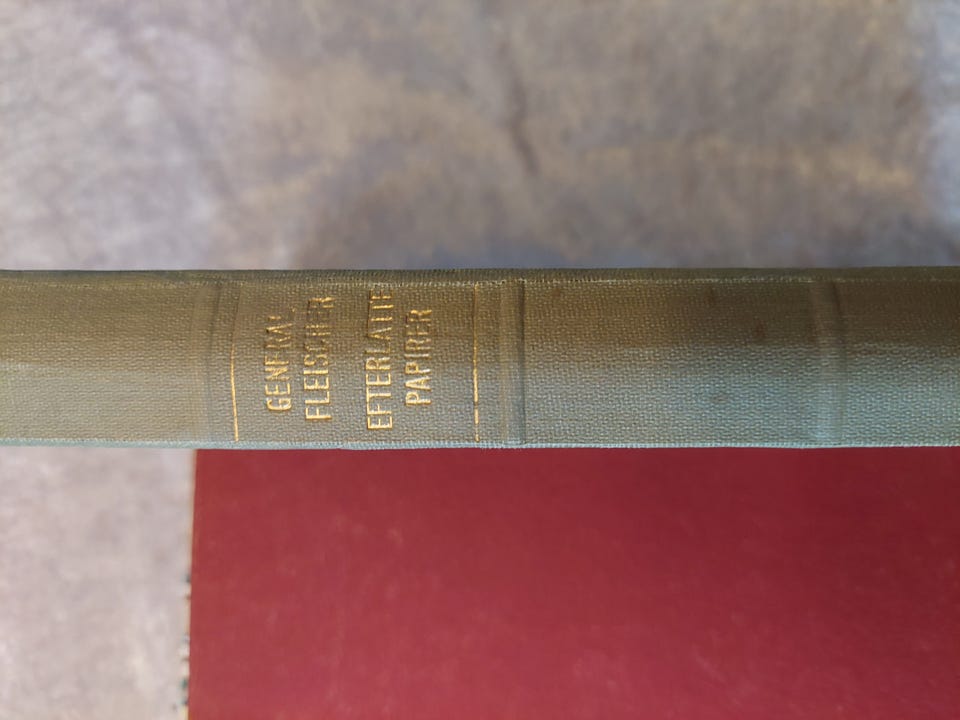 GENERAL
FLEISCHER
EFTERLATTE
PAPIRER